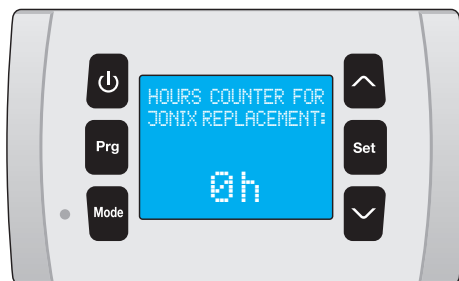 HOURS COUNTER FOR
JONIX REPLACEMENT:
0h
Prg
Mode
Set